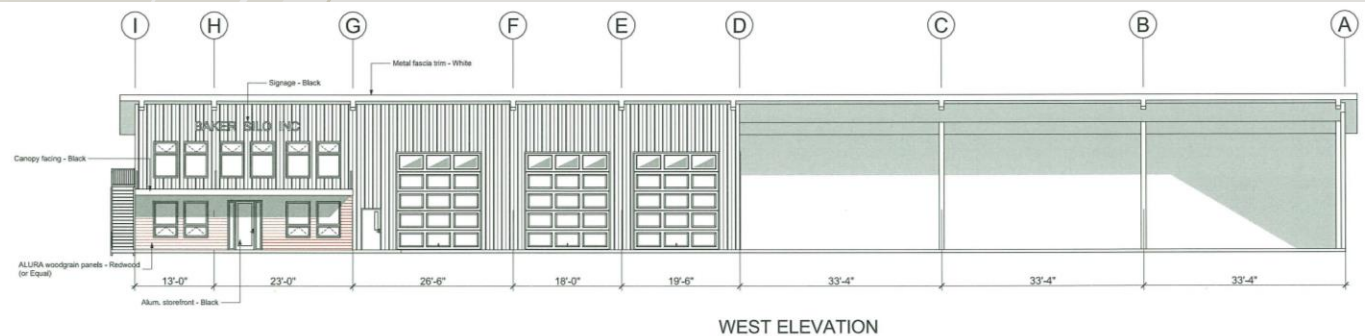 I H G F E D C B A
Metal fascia trim - White
Signage - Black
BAKER SILO INC
Canopy facing - Black
ALURA woodgrain panels - Redwood
(or Equal)
13'-0" 23'-0" 26'-6" 18'-0" 19'-6" 33'-4" 33'-4" 33'-4"
Alum. storefront - Black
WEST ELEVATION